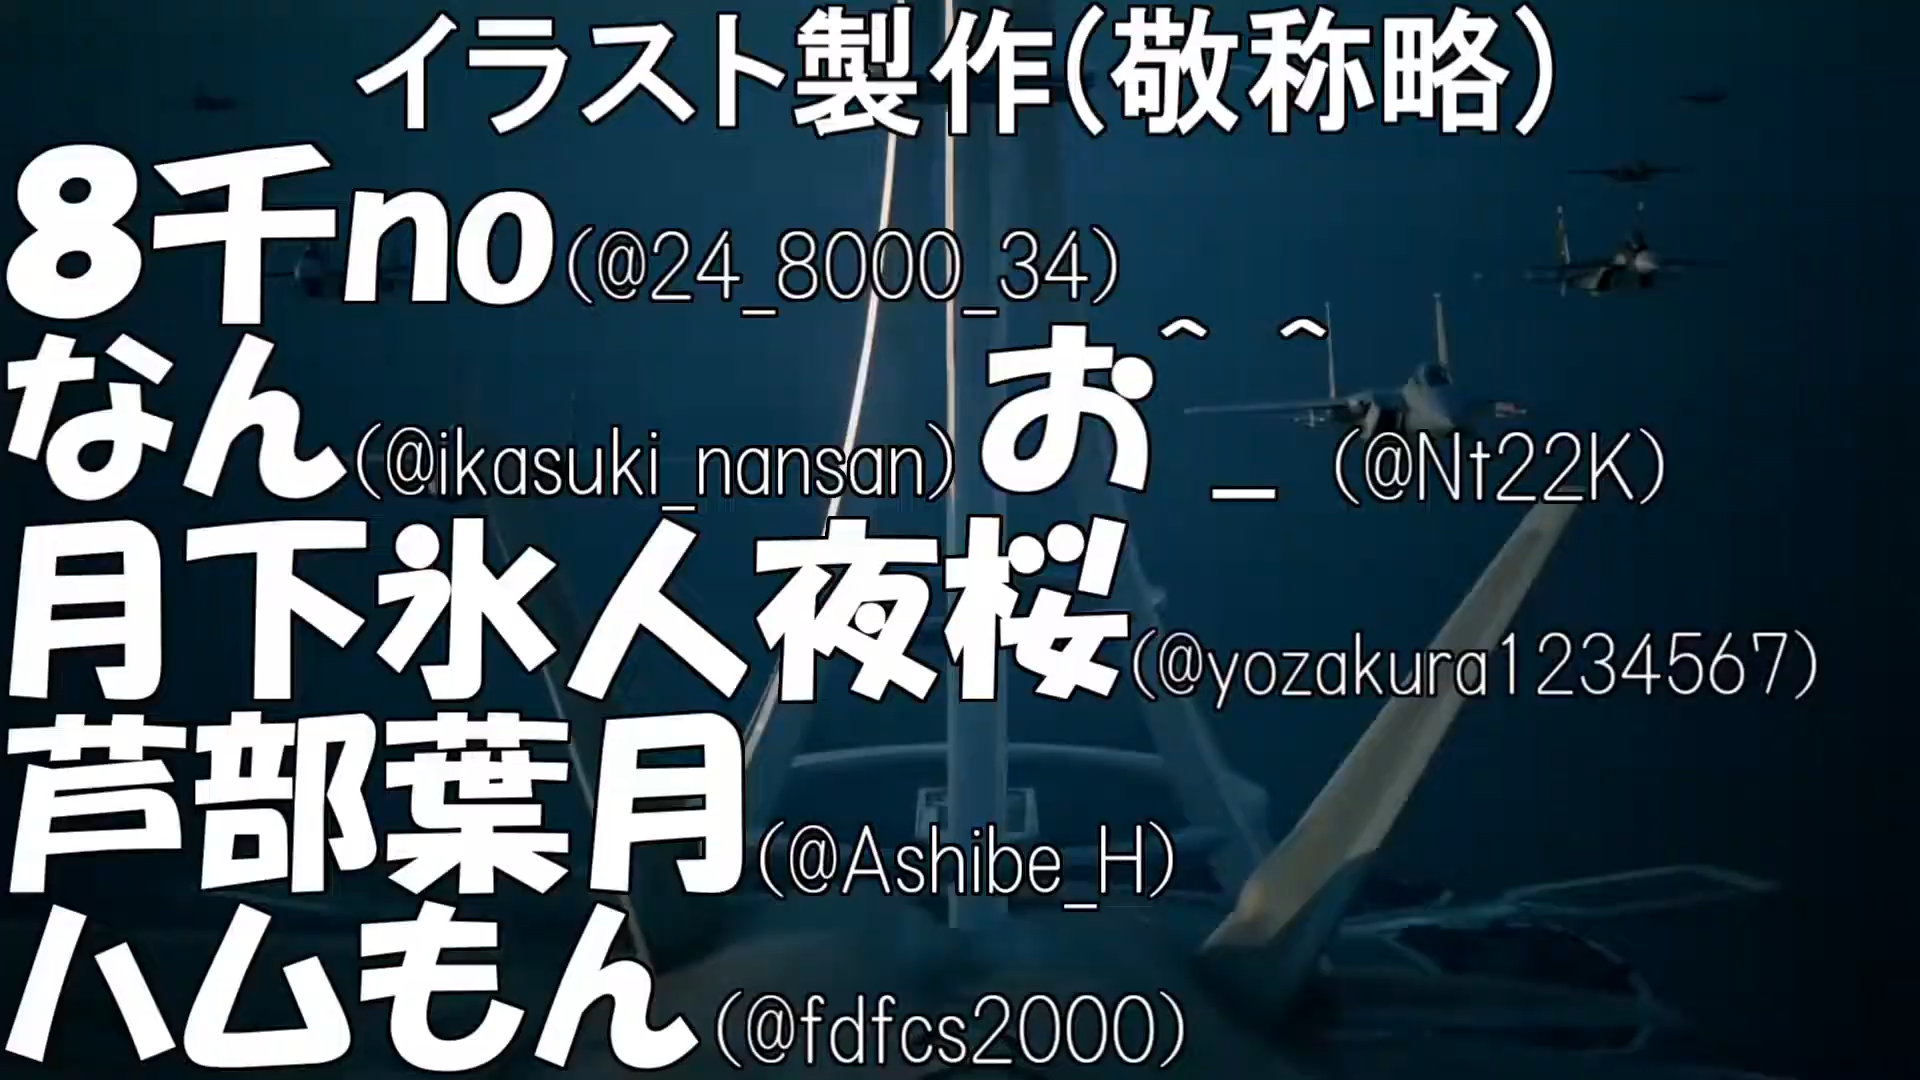 イラスト製作(敬称略)
8千no(@24_8000_34)
なん(@ikasuki_nansan) お^_^(@Nt22K)
月下氷人夜桜(@yozakura1234567)
芦部葉月(@Ashibe_H)
ハムもん(@fdfcs2000)